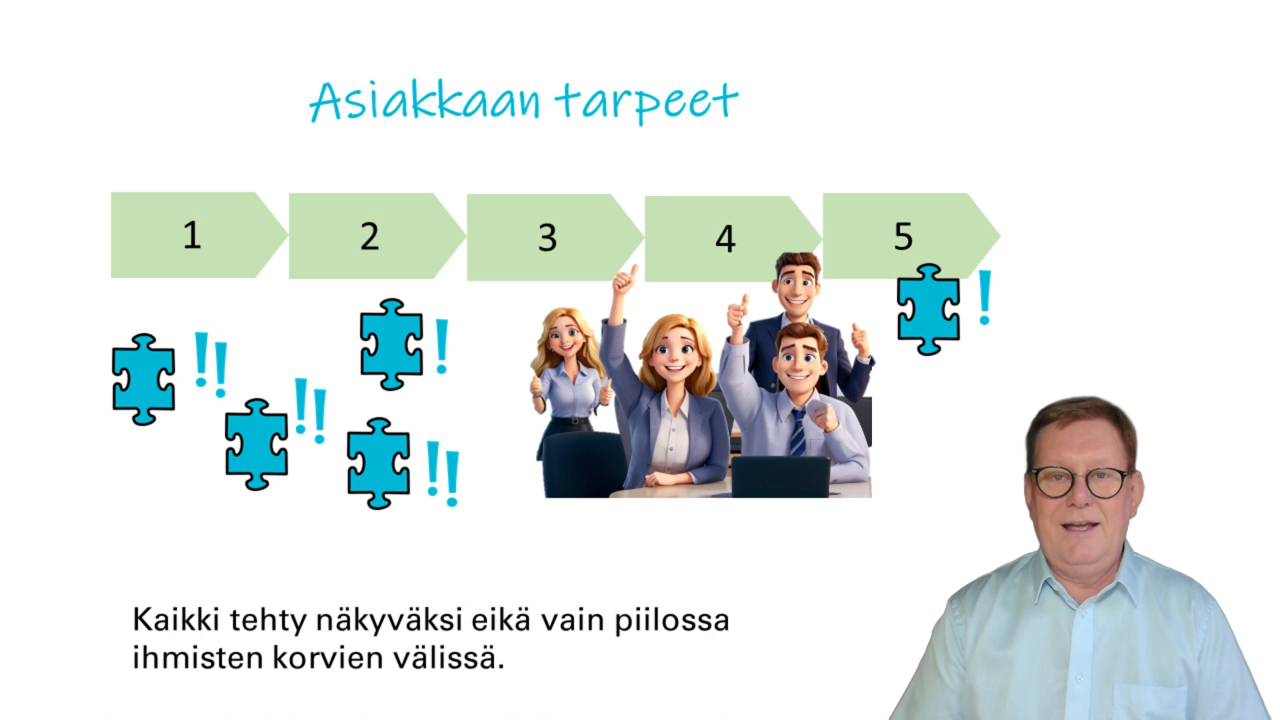 Asiakkaan tarpeet
1 2 3 4 5
!! !! ! !! !
Kaikki tehty näkyväksi eikä vain piilossa
ihmisten korvien välissä.